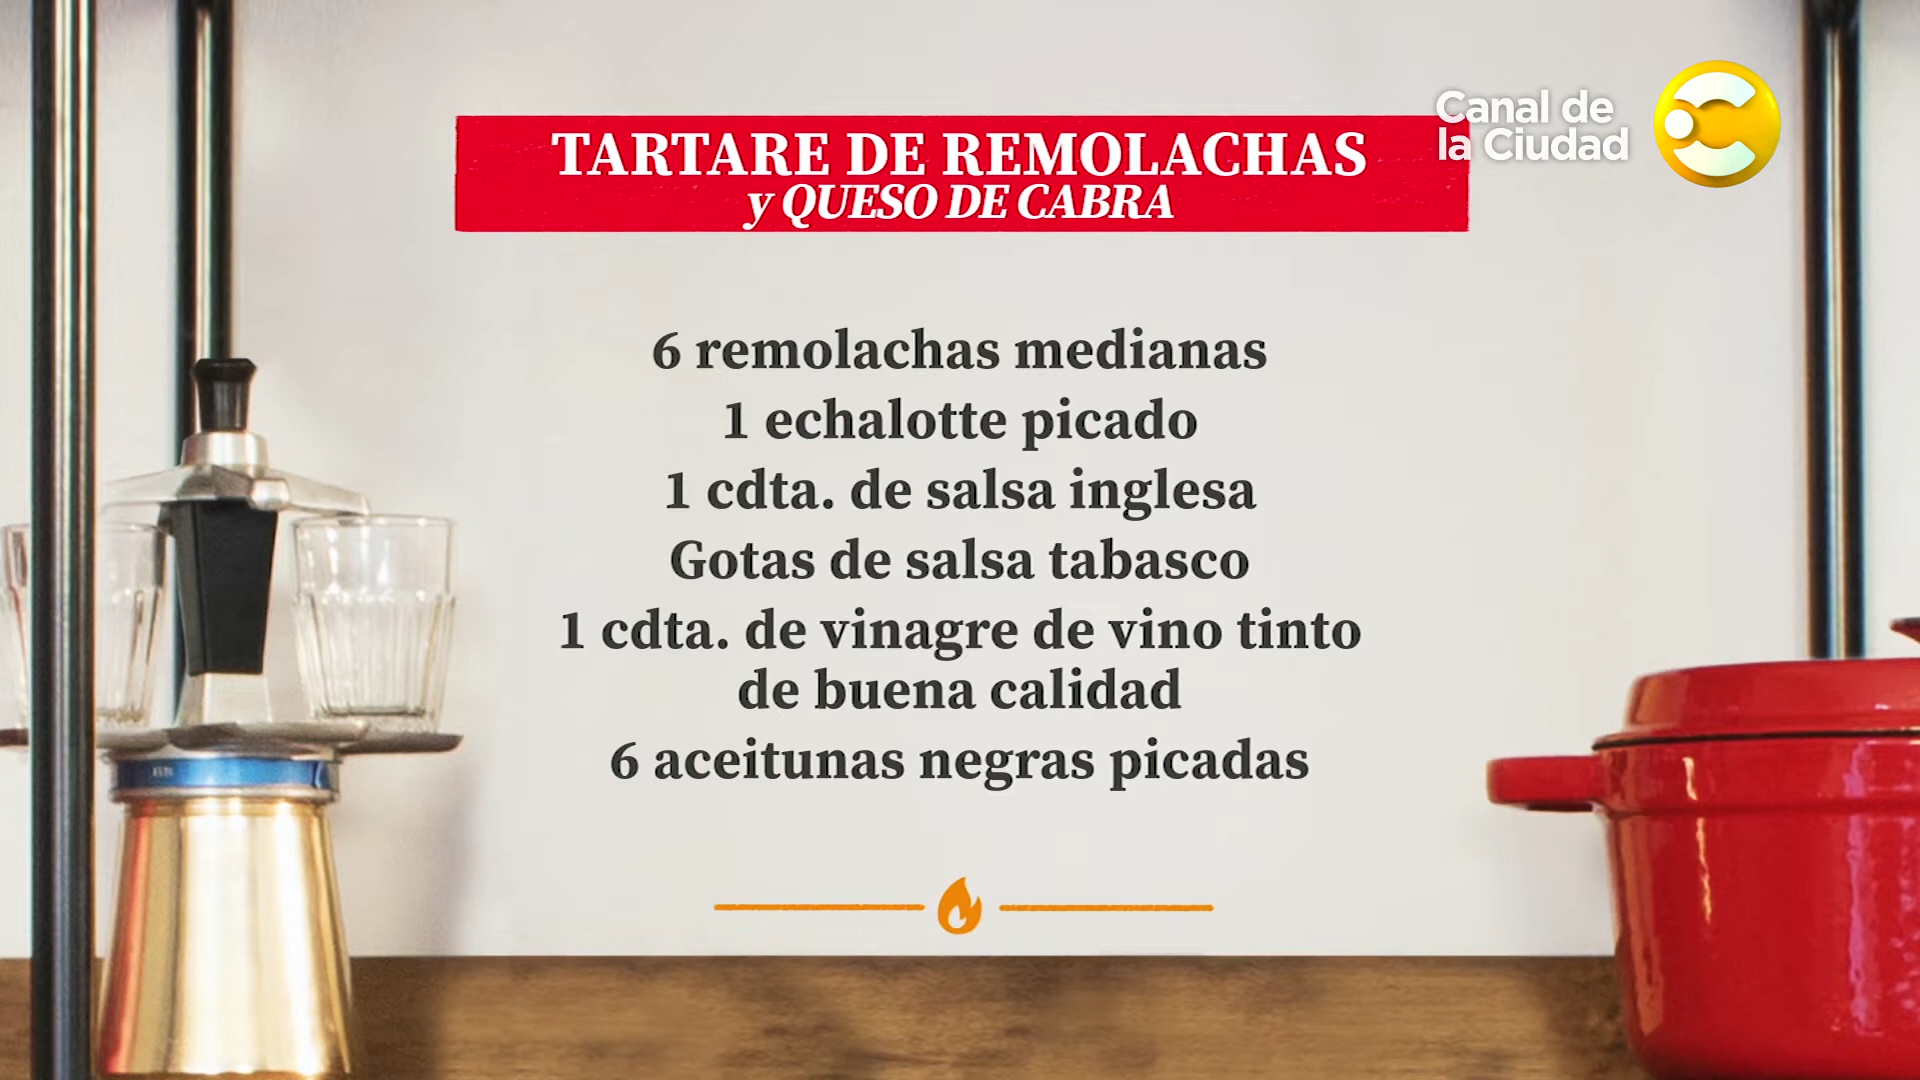 Canal de
la Ciudad
TARTARE DE REMOLACHAS
y QUESO DE CABRA
6 remolachas medianas
1 echalotte picado
1 cdta. de salsa inglesa
Gotas de salsa tabasco
1 cdta. de vinagre de vino tinto
de buena calidad
6 aceitunas negras picadas